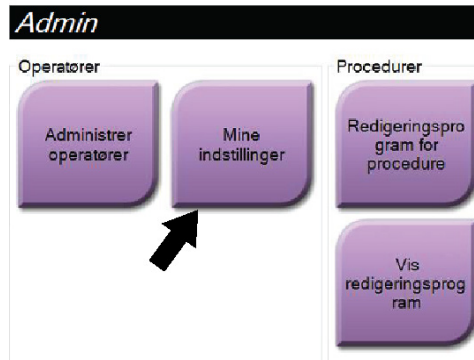 Admin
Operatører
Administrer
operatører
Mine
indstillinger
Procedurer
Redigeringspro
gram for
procedure
Vis
redigeringsprog
ram